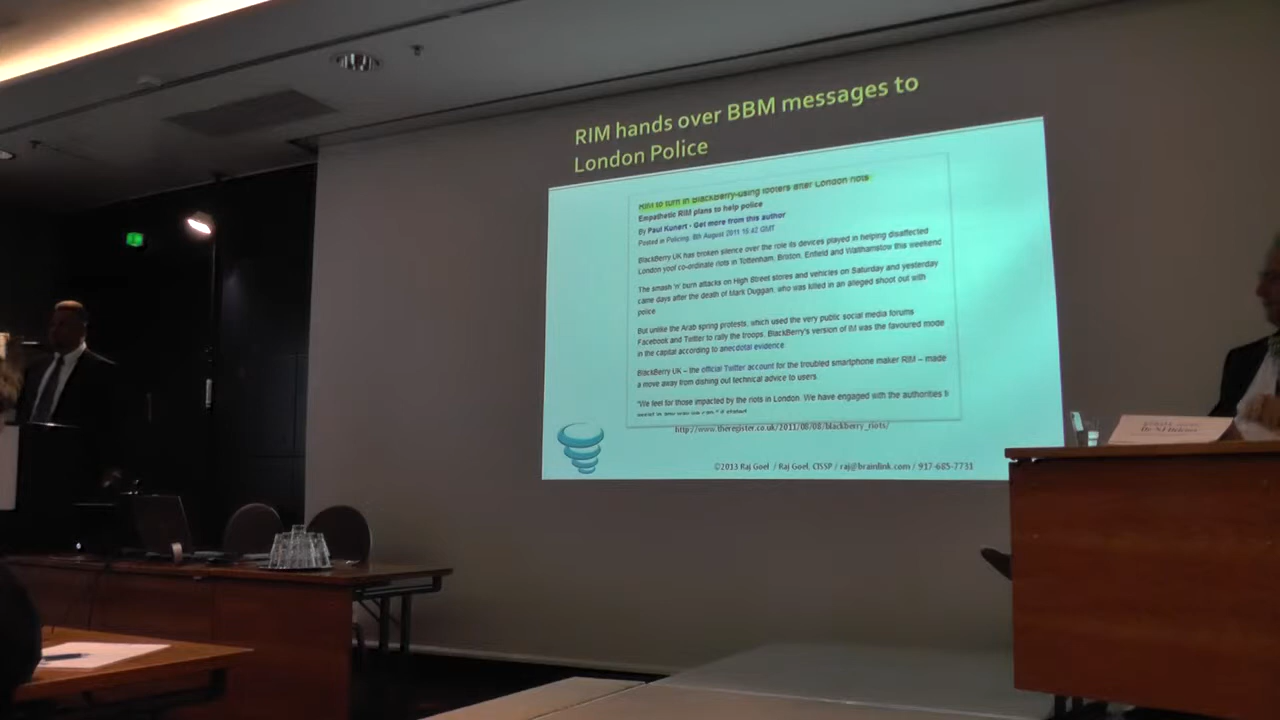 RIM hands over BBM messages to
London Police
RIM to turn in BlackBerry-using looters after London riots
Empathetic RIM plans to help police
By Paul Kunert • Get more from this author
Posted in Policing, 8th August 2011 15:42 GMT
BlackBerry UK has broken silence over the role its devices played in helping disaffected
London yoof co-ordinate riots in Tottenham, Brixton, Enfield and Walthamstow this weekend
The smash 'n' burn attacks on High Street stores and vehicles on Saturday and yesterday
came days after the death of Mark Duggan, who was killed in an alleged shoot out with
police
But unlike the Arab spring protests, which used the very public social media forums
Facebook and Twitter to rally the troops, BlackBerry's version of IM was the favoured mode
in the capital according to anecdotal evidence
BlackBerry UK – the official Twitter account for the troubled smartphone maker RIM – made
a move away from dishing out technical advice to users.
"We feel for those impacted by the riots in London. We have engaged with the authorities t
assist in any way we can," it stated
http://www.theregister.co.uk/2011/08/08/blackberry_riots/
©2013 Raj Goel / Raj Goel, CISSP / raj@brainlink.com / 917-685-7731